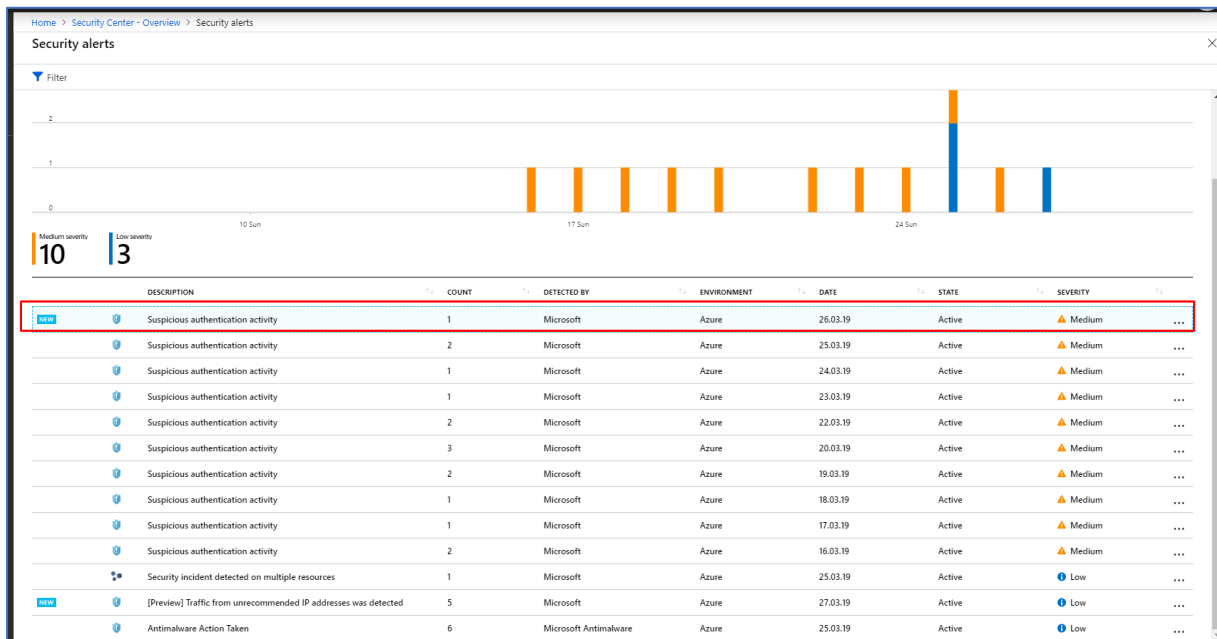 Home > Security Center - Overview > Security alerts
Security alerts
Filter
2
1
0
10 Sun 17 Sun 24 Sun
Medium severity Low severity
10 3
DESCRIPTION COUNT DETECTED BY ENVIRONMENT DATE STATE SEVERITY
NEW Suspicious authentication activity 1 Microsoft Azure 26.03.19 Active Medium ...
Suspicious authentication activity 2 Microsoft Azure 25.03.19 Active Medium ...
Suspicious authentication activity 1 Microsoft Azure 24.03.19 Active Medium ...
Suspicious authentication activity 1 Microsoft Azure 23.03.19 Active Medium ...
Suspicious authentication activity 2 Microsoft Azure 22.03.19 Active Medium ...
Suspicious authentication activity 3 Microsoft Azure 20.03.19 Active Medium ...
Suspicious authentication activity 2 Microsoft Azure 19.03.19 Active Medium ...
Suspicious authentication activity 1 Microsoft Azure 18.03.19 Active Medium ...
Suspicious authentication activity 1 Microsoft Azure 17.03.19 Active Medium ...
Suspicious authentication activity 2 Microsoft Azure 16.03.19 Active Medium ...
Security incident detected on multiple resources 1 Microsoft Azure 25.03.19 Active Low ...
NEW [Preview] Traffic from unrecommended IP addresses was detected 5 Microsoft Azure 27.03.19 Active Low ...
Antimalware Action Taken 6 Microsoft Antimalware Azure 25.03.19 Active Low ...